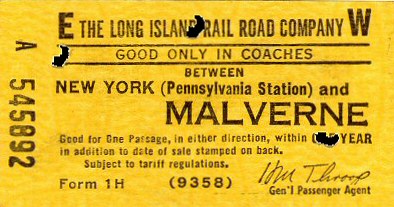 E THE LONG ISLAND RAIL ROAD COMPANY W
GOOD ONLY IN COACHES
BETWEEN
NEW YORK (Pennsylvania Station) and
MALVERNE
Good for One Passage, in either direction, within YEAR
in addition to date of sale stamped on back.
Subject to tariff regulations.
Form 1H (9358) Gen'l Passenger Agent
A 545892